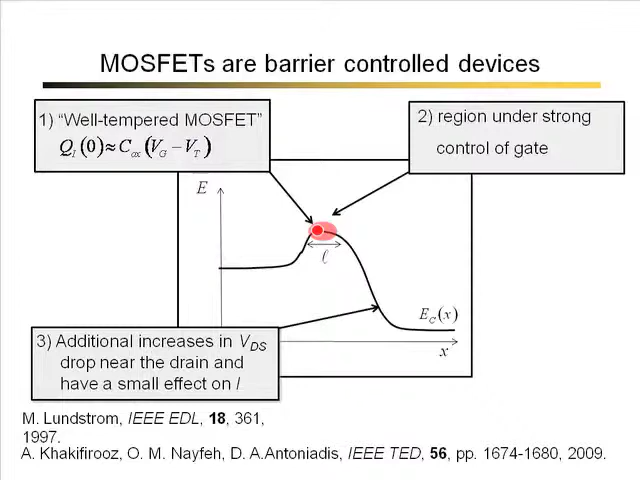 MOSFETs are barrier controlled devices
1) “Well-tempered MOSFET”
Q_I(0)≈C_ox(V_G−V_T)
2) region under strong
control of gate
E
ℓ
E_C(x)
x
3) Additional increases in V_DS
drop near the drain and
have a small effect on I
M. Lundstrom, IEEE EDL, 18, 361,
1997.
A. Khakifirooz, O. M. Nayfeh, D. A.Antoniadis, IEEE TED, 56, pp. 1674-1680, 2009.